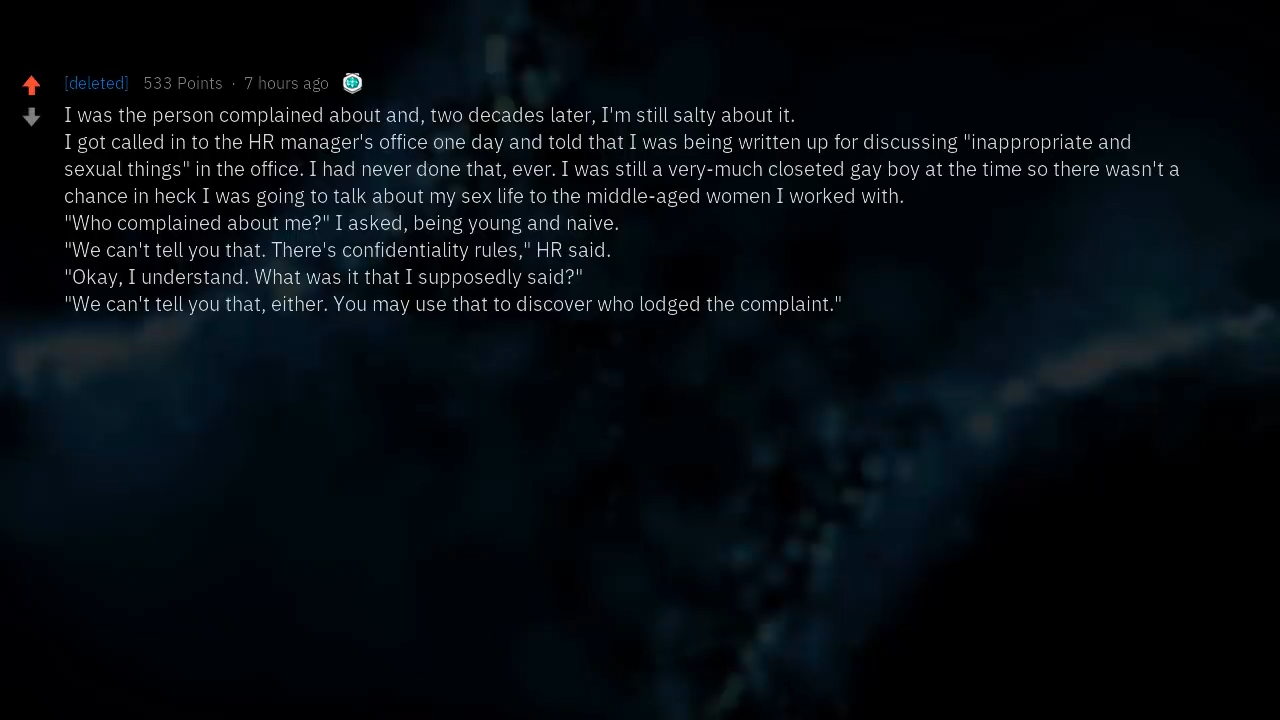 [deleted] 533 Points · 7 hours ago
I was the person complained about and, two decades later, I'm still salty about it.
I got called in to the HR manager's office one day and told that I was being written up for discussing "inappropriate and
sexual things" in the office. I had never done that, ever. I was still a very-much closeted gay boy at the time so there wasn't a
chance in heck I was going to talk about my sex life to the middle-aged women I worked with.
"Who complained about me?" I asked, being young and naive.
"We can't tell you that. There's confidentiality rules," HR said.
"Okay, I understand. What was it that I supposedly said?"
"We can't tell you that, either. You may use that to discover who lodged the complaint."